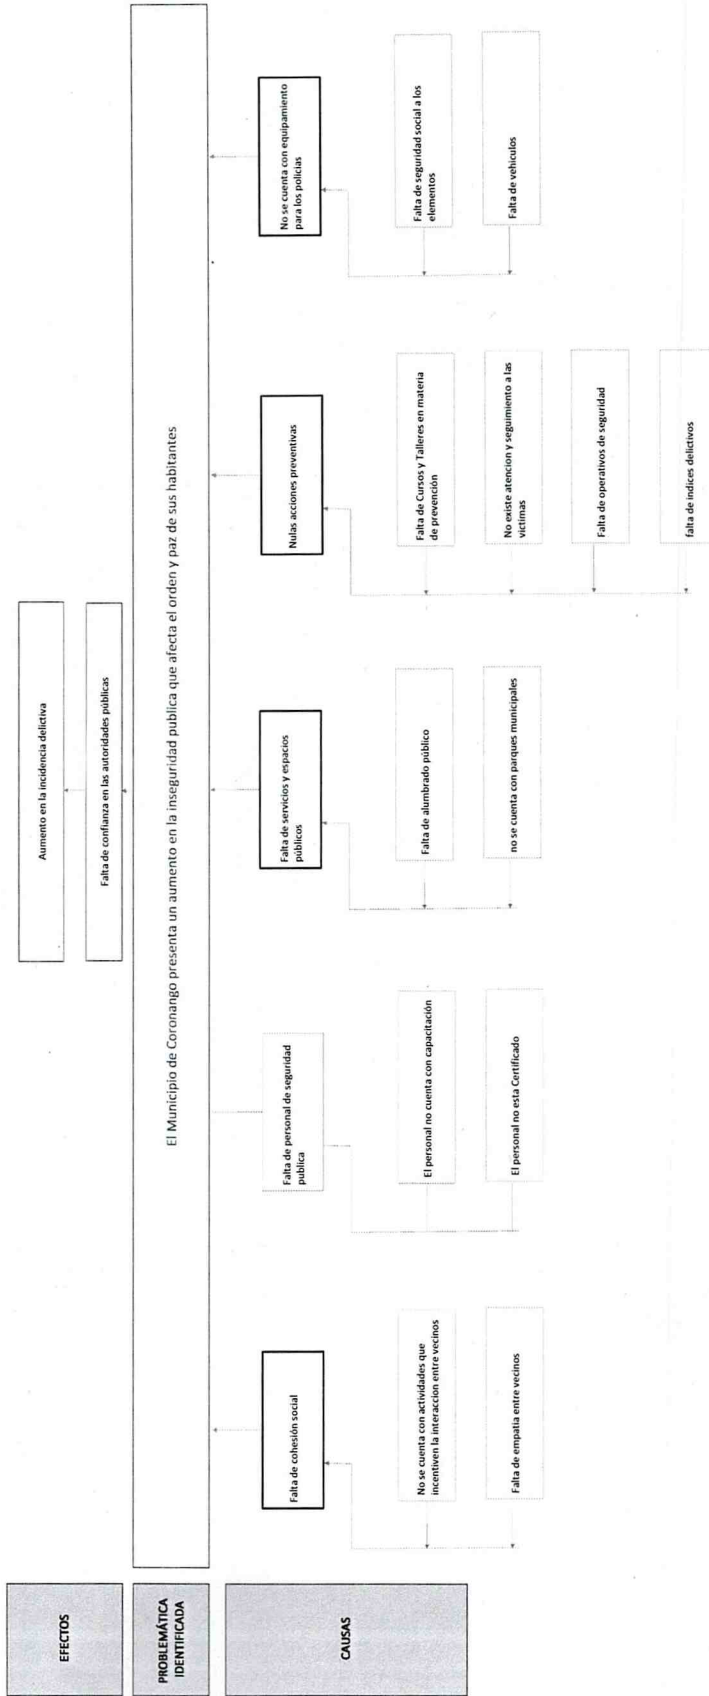 EFECTOS
Aumento en la incidencia delictiva
Falta de confianza en las autoridades públicas
PROBLEMÁTICA
IDENTIFICADA
El Municipio de Coronango presenta un aumento en la inseguridad publica que afecta el orden y paz de sus habitantes
CAUSAS
Falta de cohesión social
No se cuenta con actividades que
incentiven la interaccion entre vecinos
Falta de empatia entre vecinos
Falta de personal de seguridad
publica
El personal no cuenta con capacitación
El personal no esta Certificado
Falta de servicios y espacios
públicos
Falta de alumbrado público
no se cuenta con parques municipales
Nulas acciones preventivas
Falta de Cursos y Talleres en materia
de prevención
No existe atencion y seguimiento a las
victimas
Falta de operativos de seguridad
falta de indices delictivos
No se cuenta con equipamiento
para los policias
Falta de seguridad social a los
elementos
Falta de vehiculos